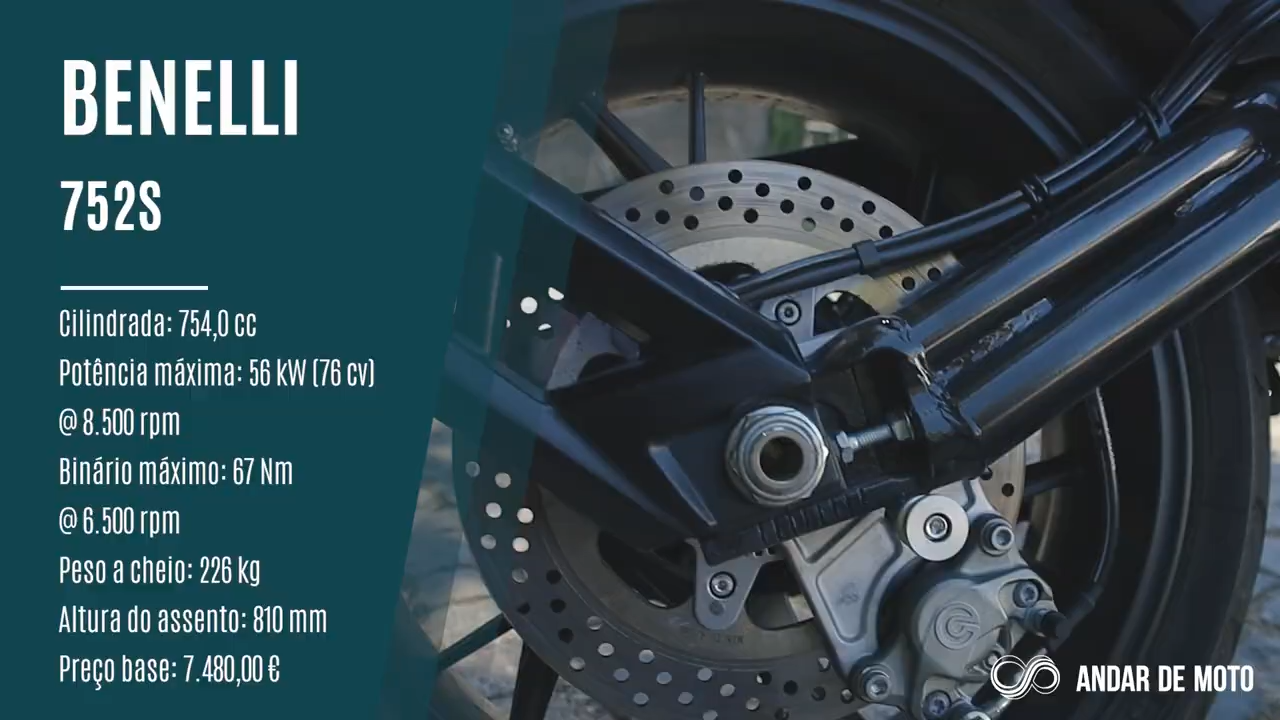 BENELLI
752S
Cilindrada: 754,0 cc
Potência máxima: 56 kW (76 cv)
@ 8.500 rpm
Binário máximo: 67 Nm
@ 6.500 rpm
Peso a cheio: 226 kg
Altura do assento: 810 mm
Preço base: 7.480,00 €
ANDAR DE MOTO